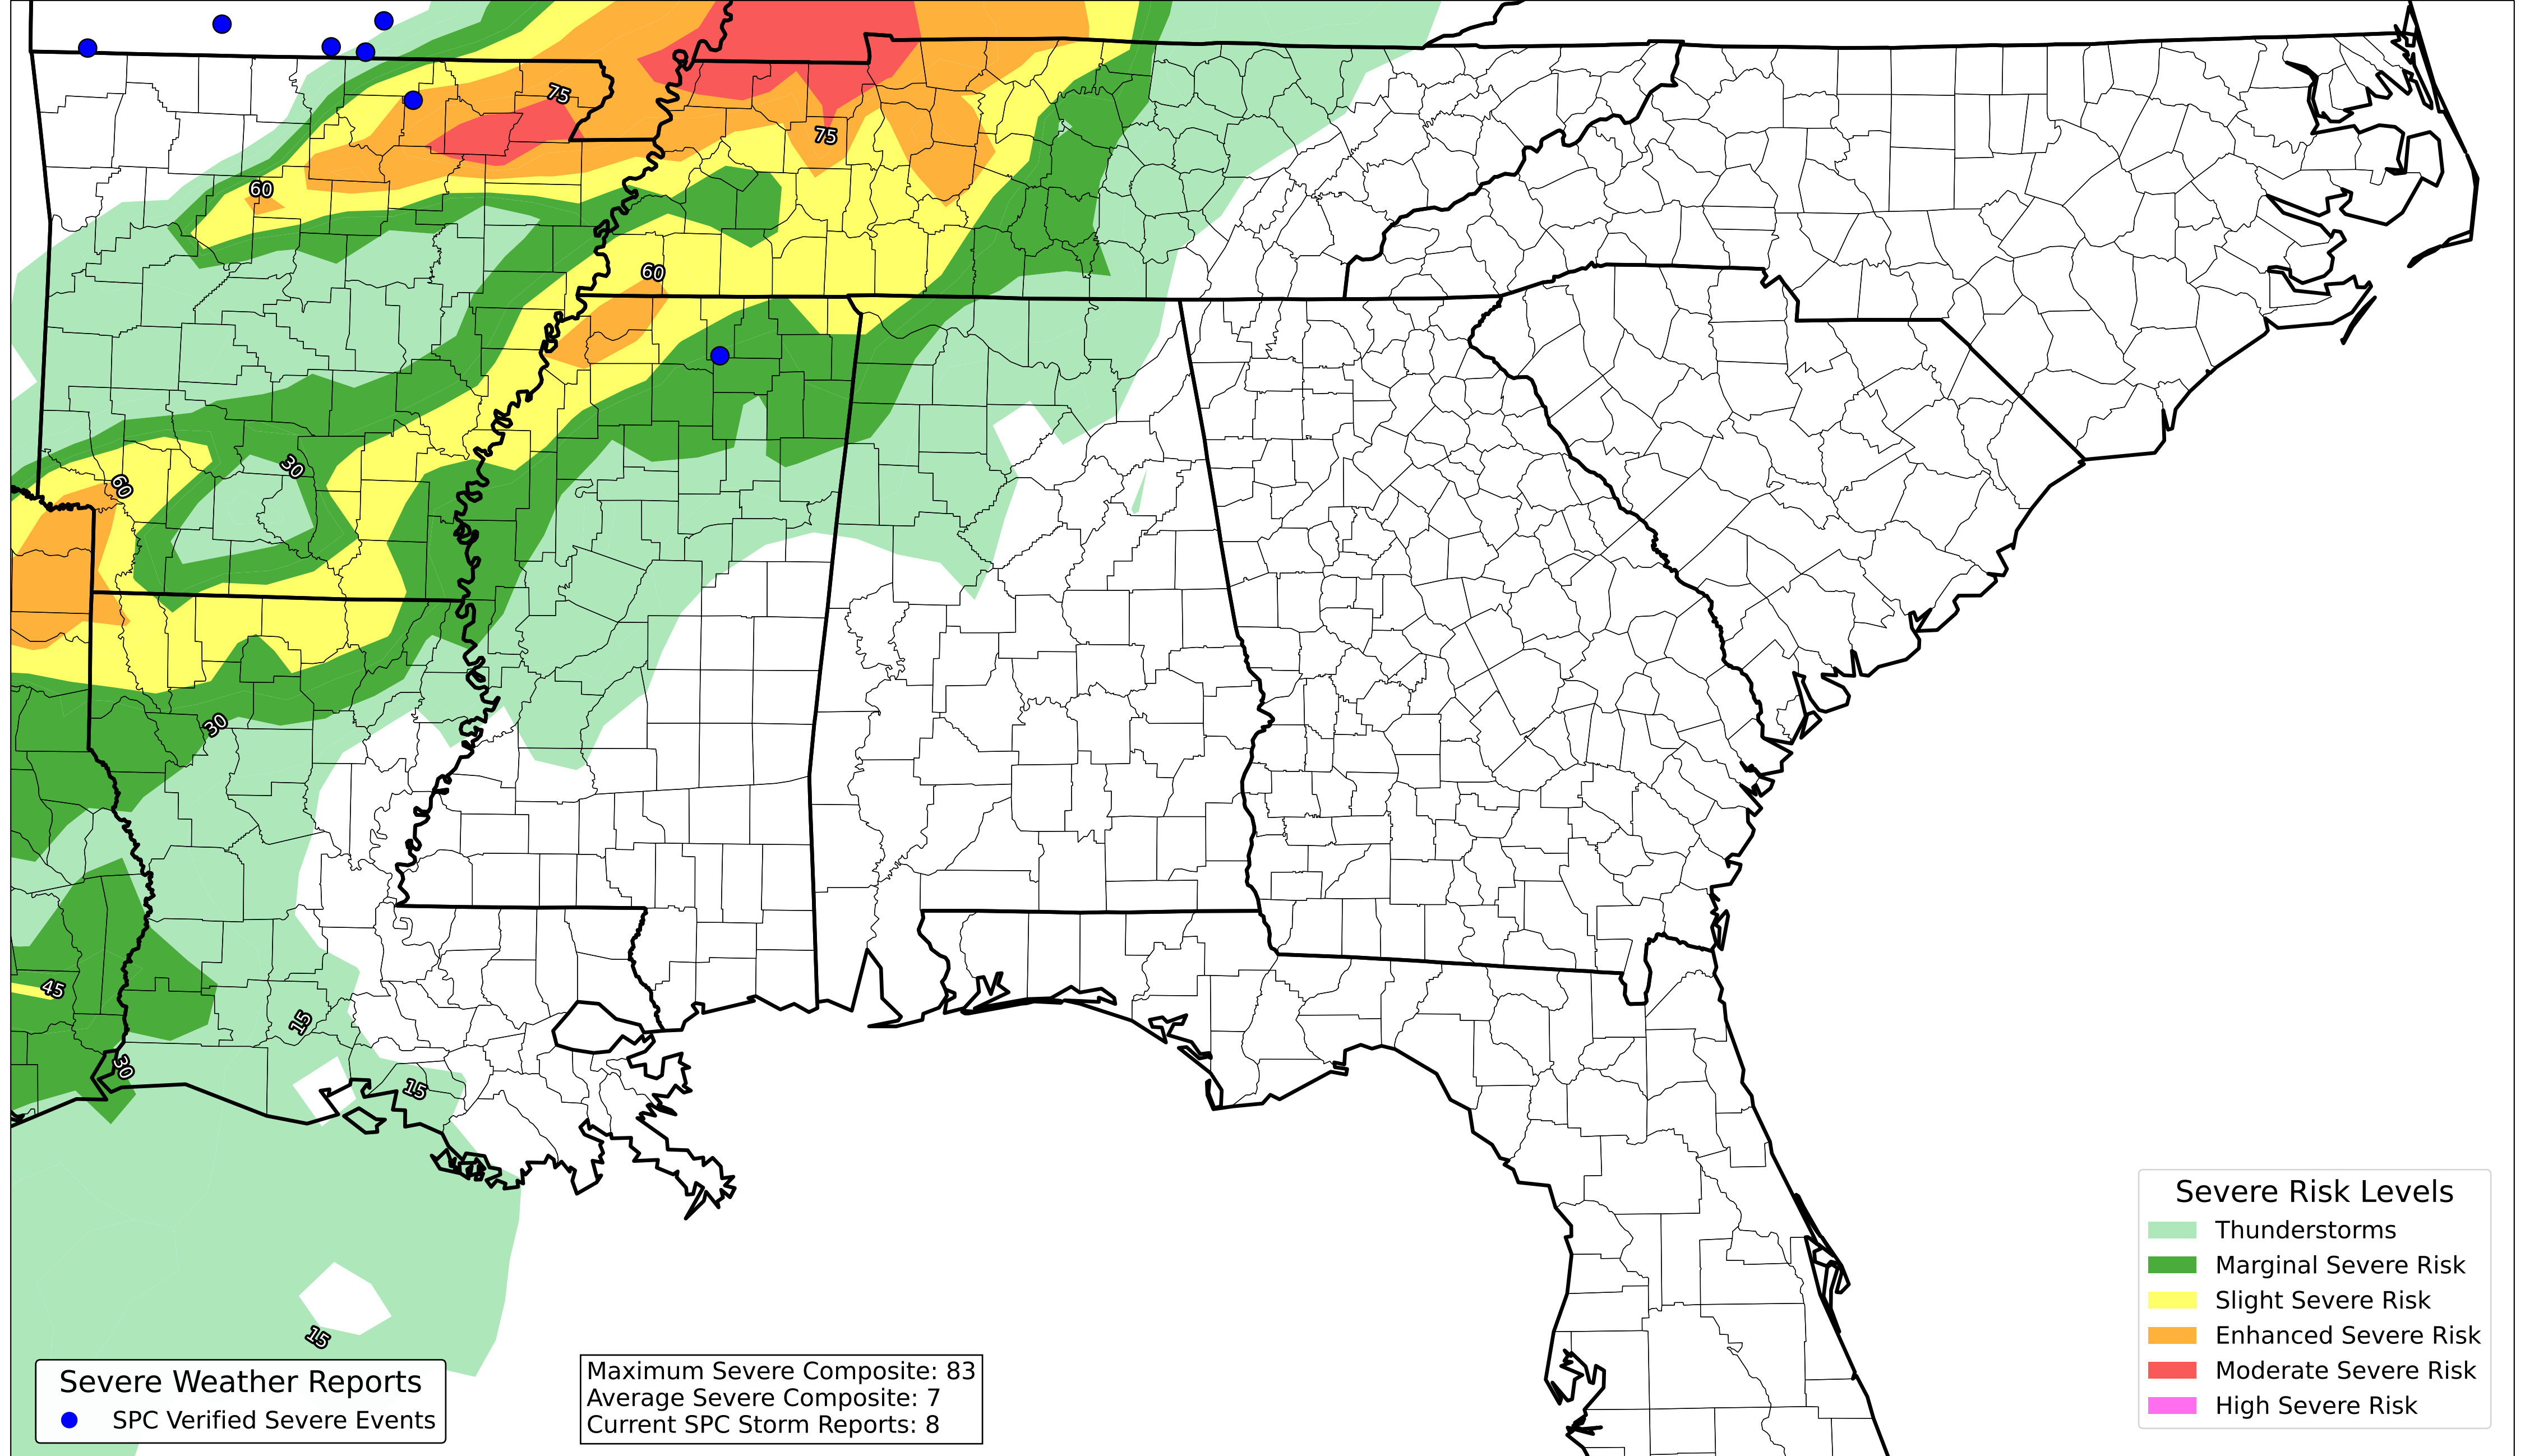 75
75
60
60
60
30
30
45
15
30
15
15
Severe Weather Reports
SPC Verified Severe Events
Maximum Severe Composite: 83
Average Severe Composite: 7
Current SPC Storm Reports: 8
Severe Risk Levels
Thunderstorms
Marginal Severe Risk
Slight Severe Risk
Enhanced Severe Risk
Moderate Severe Risk
High Severe Risk